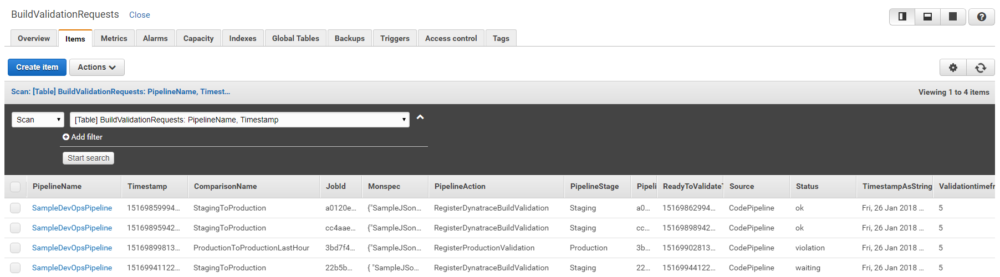 BuildValidationRequests Close
Overview Items Metrics Alarms Capacity Indexes Global Tables Backups Triggers Access control Tags
Create item Actions
Scan: [Table] BuildValidationRequests: PipelineName, Timest... Viewing 1 to 4 items
Scan [Table] BuildValidationRequests: PipelineName, Timestamp
Add filter
Start search
PipelineName Timestamp ComparisonName JobId Monspec PipelineAction PipelineStage Pipeli ReadyToValidateT Source Status TimestampAsString Validationtimefr
SampleDevOpsPipeline 15169859994... StagingToProduction a0120e... {"SampleJSon... RegisterDynatraceBuildValidation Staging a0... 15169862994... CodePipeline ok Fri, 26 Jan 2018 ... 5
SampleDevOpsPipeline 15169895942... StagingToProduction cc4aae... {"SampleJSon... RegisterDynatraceBuildValidation Staging cc... 15169898942... CodePipeline ok Fri, 26 Jan 2018 ... 5
SampleDevOpsPipeline 15169899813... ProductionToProductionLastHour 3bd7f4... {"SampleJSon... RegisterProductionValidation Production 3b... 15169902813... CodePipeline violation Fri, 26 Jan 2018 ... 5
SampleDevOpsPipeline 15169941122... StagingToProduction 22b5b... { "SampleJSo... RegisterDynatraceBuildValidation Staging 22... 15169944122... CodePipeline waiting Fri, 26 Jan 2018 ... 5